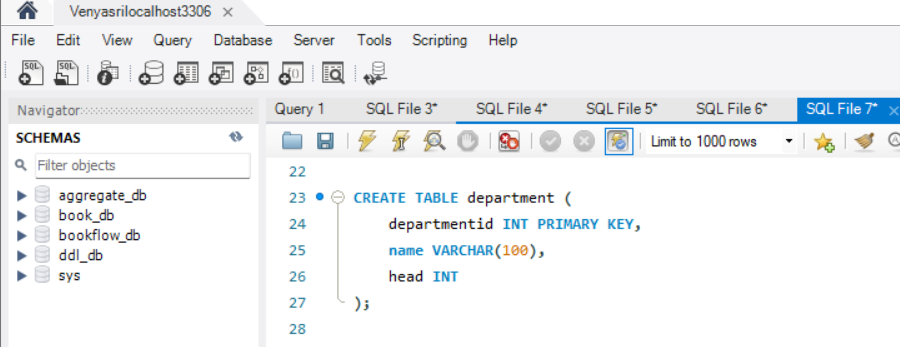 Venyasrilocalhost3306
File Edit View Query Database Server Tools Scripting Help
Navigator
SCHEMAS
Filter objects
aggregate_db
book_db
bookflow_db
ddl_db
sys
Query 1 SQL File 3* SQL File 4* SQL File 5* SQL File 6* SQL File 7*
Limit to 1000 rows
22
23 CREATE TABLE department (
24 departmentid INT PRIMARY KEY,
25 name VARCHAR(100),
26 head INT
27 );
28